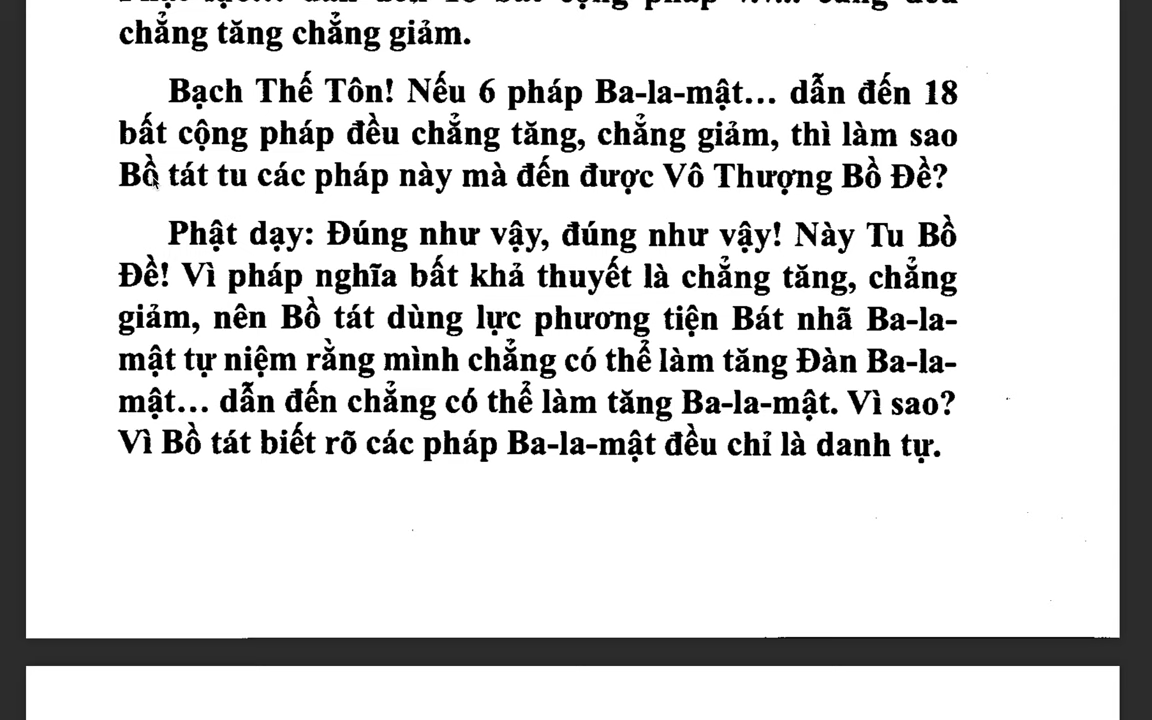 chẳng tăng chẳng giảm.
Bạch Thế Tôn! Nếu 6 pháp Ba-la-mật... dẫn đến 18
bất cộng pháp đều chẳng tăng, chẳng giảm, thì làm sao
Bồ tát tu các pháp này mà đến được Vô Thượng Bồ Đề?
Phật dạy: Đúng như vậy, đúng như vậy! Này Tu Bồ
Đề! Vì pháp nghĩa bất khả thuyết là chẳng tăng, chẳng
giảm, nên Bồ tát dùng lực phương tiện Bát nhã Ba-la-
mật tự niệm rằng mình chẳng có thể làm tăng Đàn Ba-la-
mật... dẫn đến chẳng có thể làm tăng Ba-la-mật. Vì sao?
Vì Bồ tát biết rõ các pháp Ba-la-mật đều chỉ là danh tự.